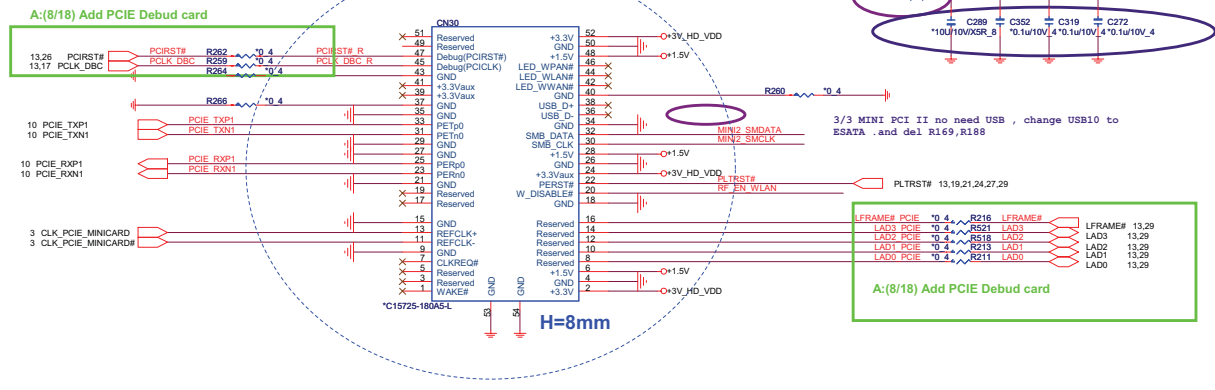 A:(8/18) Add PCIE Debud card
C289 C352 C319 C272
*10U/10V/X5R_8 *0.1u/10V_4 *0.1u/10V_4 *0.1u/10V_4
CN30
51 Reserved +3.3V 52 +3V_HD_VDD
49 Reserved GND 50
13,26 PCIRST# PCIRST# R262 *0_4 PCIRST#_R 47 Debug(PCIRST#) +1.5V 48 +1.5V
13,17 PCLK_DBC PCLK_DBC R259 *0_4 PCLK_DBC_R 45 Debug(PCICLK) LED_WPAN# 46
R264 *0_4 43 GND LED_WLAN# 44
41 +3.3Vaux LED_WWAN# 42
39 +3.3Vaux GND 40 R260 *0_4
R266 *0_4 37 GND USB_D+ 38
35 GND USB_D- 36
10 PCIE_TXP1 PCIE_TXP1 33 PETp0 GND 34
10 PCIE_TXN1 PCIE_TXN1 31 PETn0 SMB_DATA 32 MINI2_SMDATA
29 GND SMB_CLK 30 MINI2_SMCLK
27 GND +1.5V 28 +1.5V
10 PCIE_RXP1 PCIE_RXP1 25 PERp0 GND 26
10 PCIE_RXN1 PCIE_RXN1 23 PERn0 +3.3Vaux 24 +3V_HD_VDD
21 GND PERST# 22 PLTRST# PLTRST# 13,19,21,24,27,29
19 Reserved W_DISABLE# 20 RF_EN_WLAN
17 Reserved GND 18
3/3 MINI PCI II no need USB , change USB10 to
ESATA .and del R169,R188
15 GND Reserved 16 LFRAME#_PCIE *0_4 R216 LFRAME# LFRAME# 13,29
3 CLK_PCIE_MINICARD 13 REFCLK+ Reserved 14 LAD3_PCIE *0_4 R521 LAD3 LAD3 13,29
3 CLK_PCIE_MINICARD# 11 REFCLK- Reserved 12 LAD2_PCIE *0_4 R518 LAD2 LAD2 13,29
9 GND Reserved 10 LAD1_PCIE *0_4 R213 LAD1 LAD1 13,29
7 CLKREQ# Reserved 8 LAD0_PCIE *0_4 R211 LAD0 LAD0 13,29
5 Reserved +1.5V 6 +1.5V
3 Reserved GND 4
1 WAKE# +3.3V 2 +3V_HD_VDD
GND GND
53 54
*C15725-180A5-L
H=8mm
A:(8/18) Add PCIE Debud card